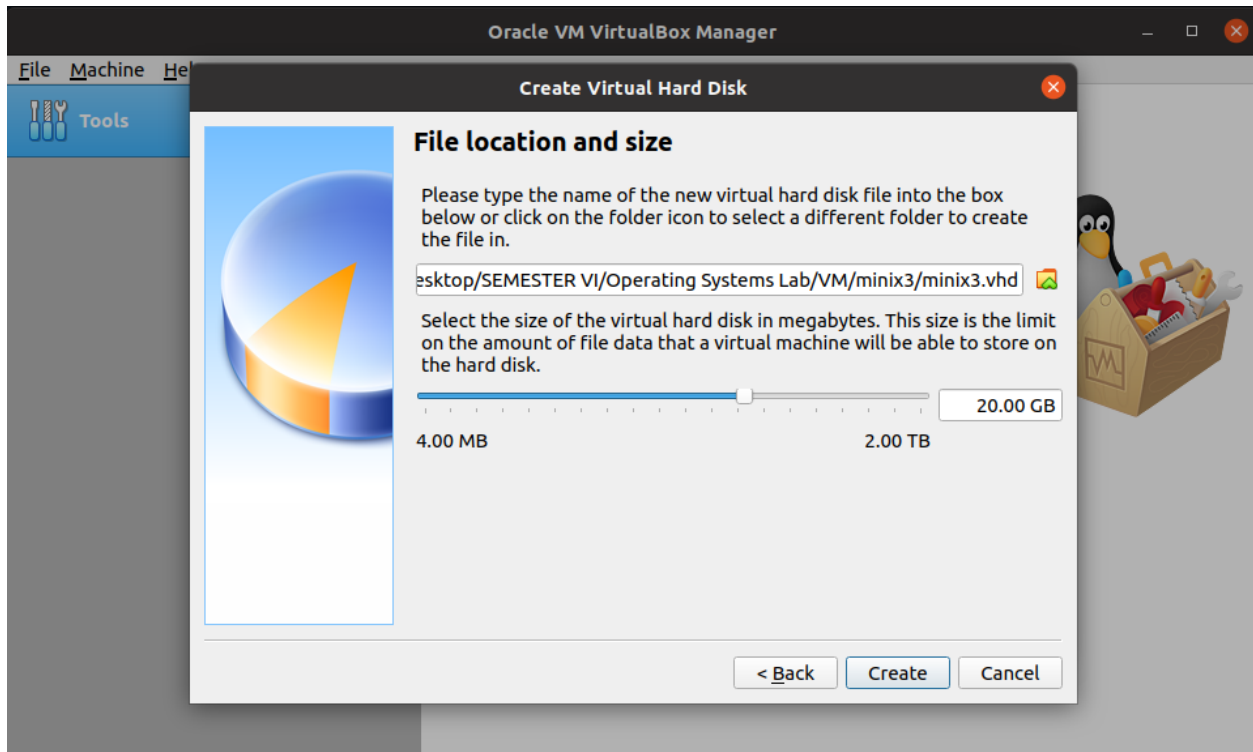 Oracle VM VirtualBox Manager
File Machine Hel
Create Virtual Hard Disk
Tools
File location and size
Please type the name of the new virtual hard disk file into the box
below or click on the folder icon to select a different folder to create
the file in.
esktop/SEMESTER VI/Operating Systems Lab/VM/minix3/minix3.vhd
Select the size of the virtual hard disk in megabytes. This size is the limit
on the amount of file data that a virtual machine will be able to store on
the hard disk.
20.00 GB
4.00 MB 2.00 TB
< Back Create Cancel